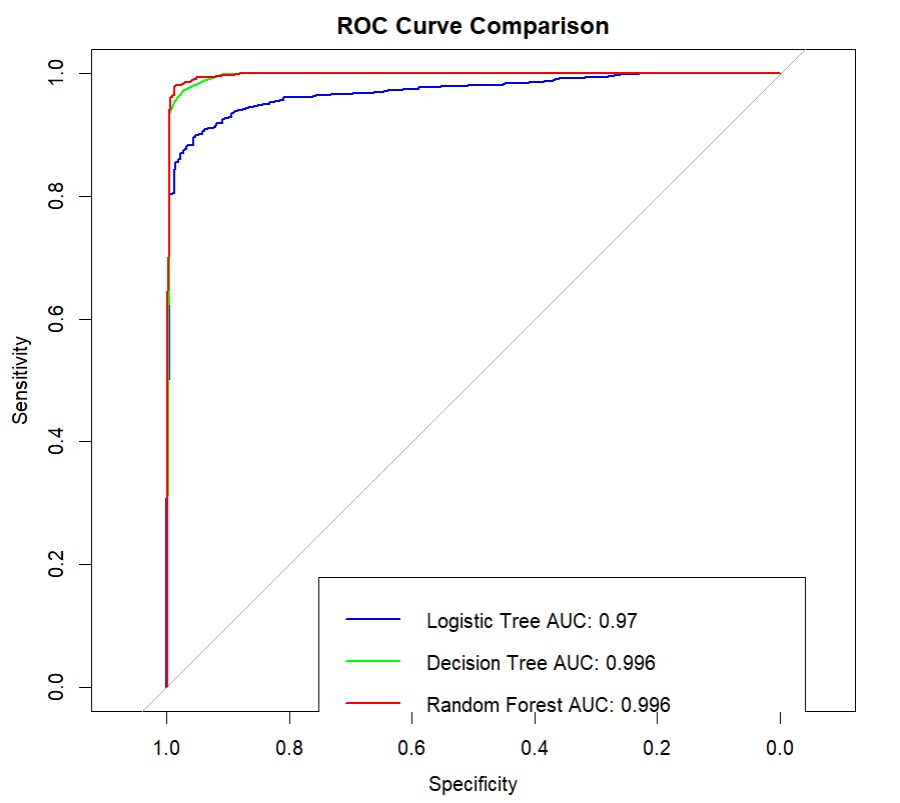 ROC Curve Comparison
1.0
0.8
0.6
0.4
0.2
0.0
Sensitivity
Logistic Tree AUC: 0.97
Decision Tree AUC: 0.996
Random Forest AUC: 0.996
1.0 0.8 0.6 0.4 0.2 0.0
Specificity